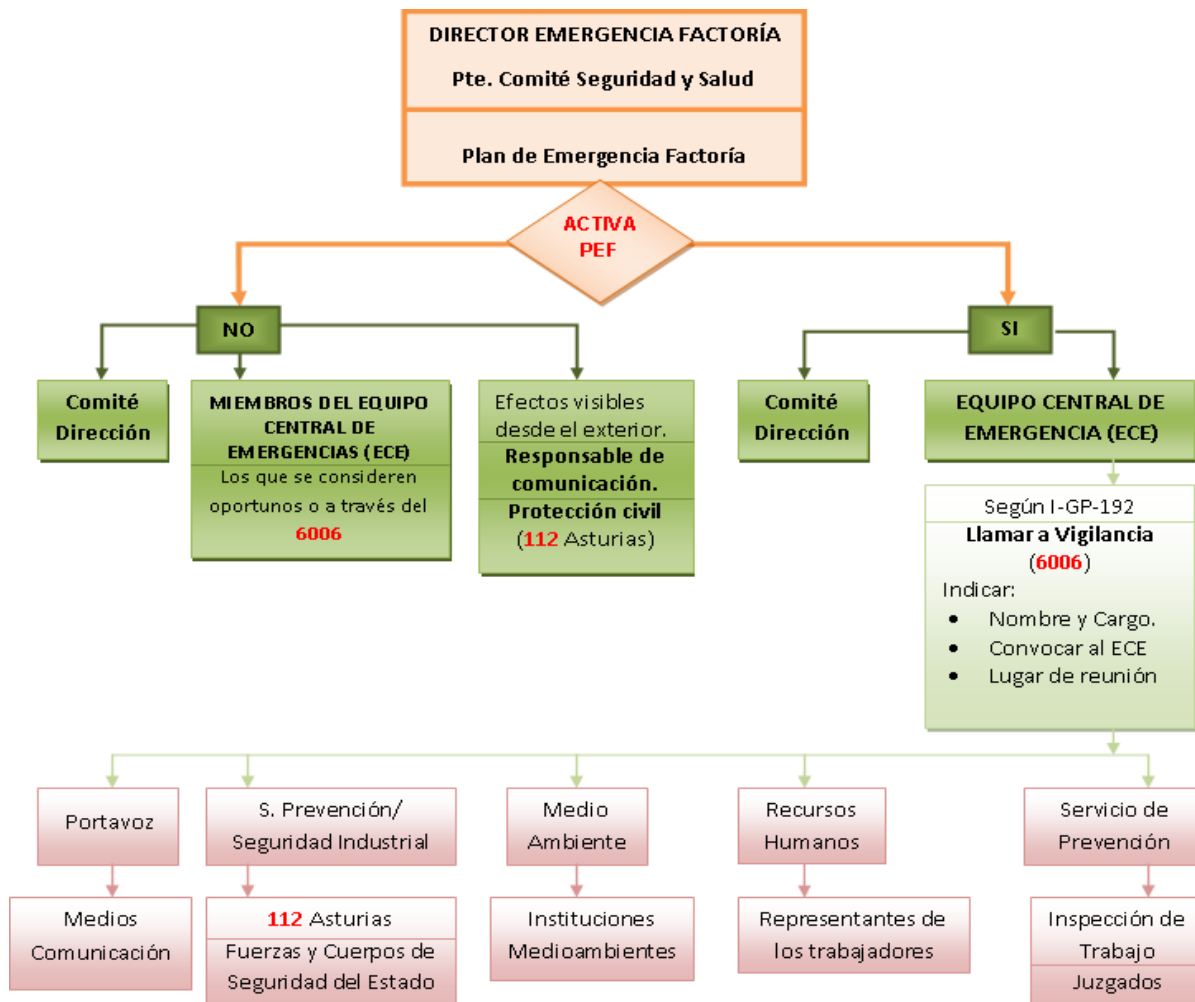 DIRECTOR EMERGENCIA FACTORÍA
Pte. Comité Seguridad y Salud
Plan de Emergencia Factoría
ACTIVA
PEF
NO
SI
Comité
Dirección
MIEMBROS DEL EQUIPO
CENTRAL DE
EMERGENCIAS (ECE)
Los que se consideren
oportunos o a través del
6006
Efectos visibles
desde el exterior.
Responsable de
comunicación.
Protección civil
(112 Asturias)
Comité
Dirección
EQUIPO CENTRAL DE
EMERGENCIA (ECE)
Según I-GP-192
Llamar a Vigilancia
(6006)
Indicar:
• Nombre y Cargo.
• Convocar al ECE
• Lugar de reunión
Portavoz
S. Prevención/
Seguridad Industrial
Medio
Ambiente
Recursos
Humanos
Servicio de
Prevención
Medios
Comunicación
112 Asturias
Fuerzas y Cuerpos de
Seguridad del Estado
Instituciones
Medioambientes
Representantes de
los trabajadores
Inspección de
Trabajo
Juzgados